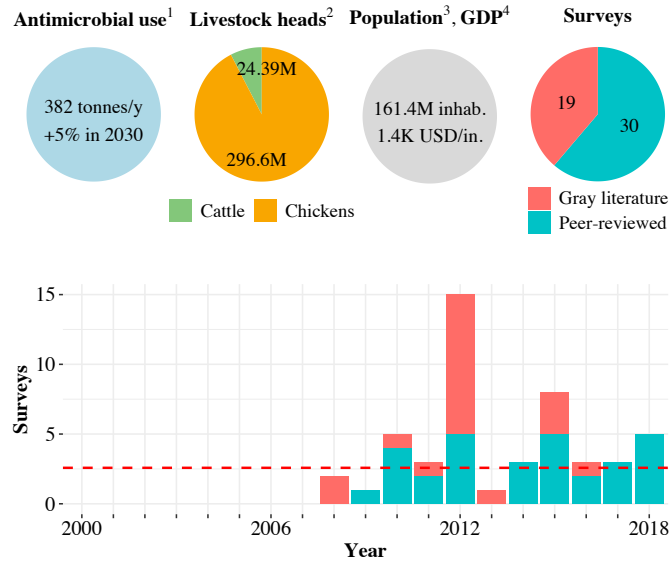 Antimicrobial use1 Livestock heads2 Population3, GDP4 Surveys
382 tonnes/y
+5% in 2030
24.39M
296.6M
161.4M inhab.
1.4K USD/in.
19
30
Cattle Chickens
Gray literature
Peer-reviewed
15
10
5
0
Surveys
2000 2006 2012 2018
Year